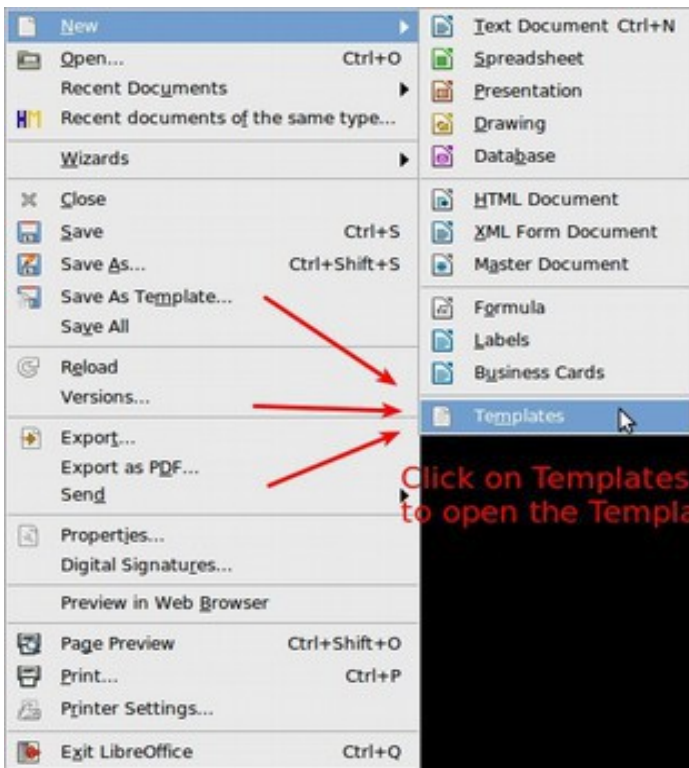 New
Open... Ctrl+O
Recent Documents
HM Recent documents of the same type...
Wizards
Close
Save Ctrl+S
Save As... Ctrl+Shift+S
Save As Template...
Save All
Reload
Versions...
Export...
Export as PDF...
Send
Properties...
Digital Signatures...
Preview in Web Browser
Page Preview Ctrl+Shift+O
Print... Ctrl+P
Printer Settings...
Exit LibreOffice Ctrl+Q
Text Document Ctrl+N
Spreadsheet
Presentation
Drawing
Database
HTML Document
XML Form Document
Master Document
Formula
Labels
Business Cards
Templates
Click on Templates
to open the Templa